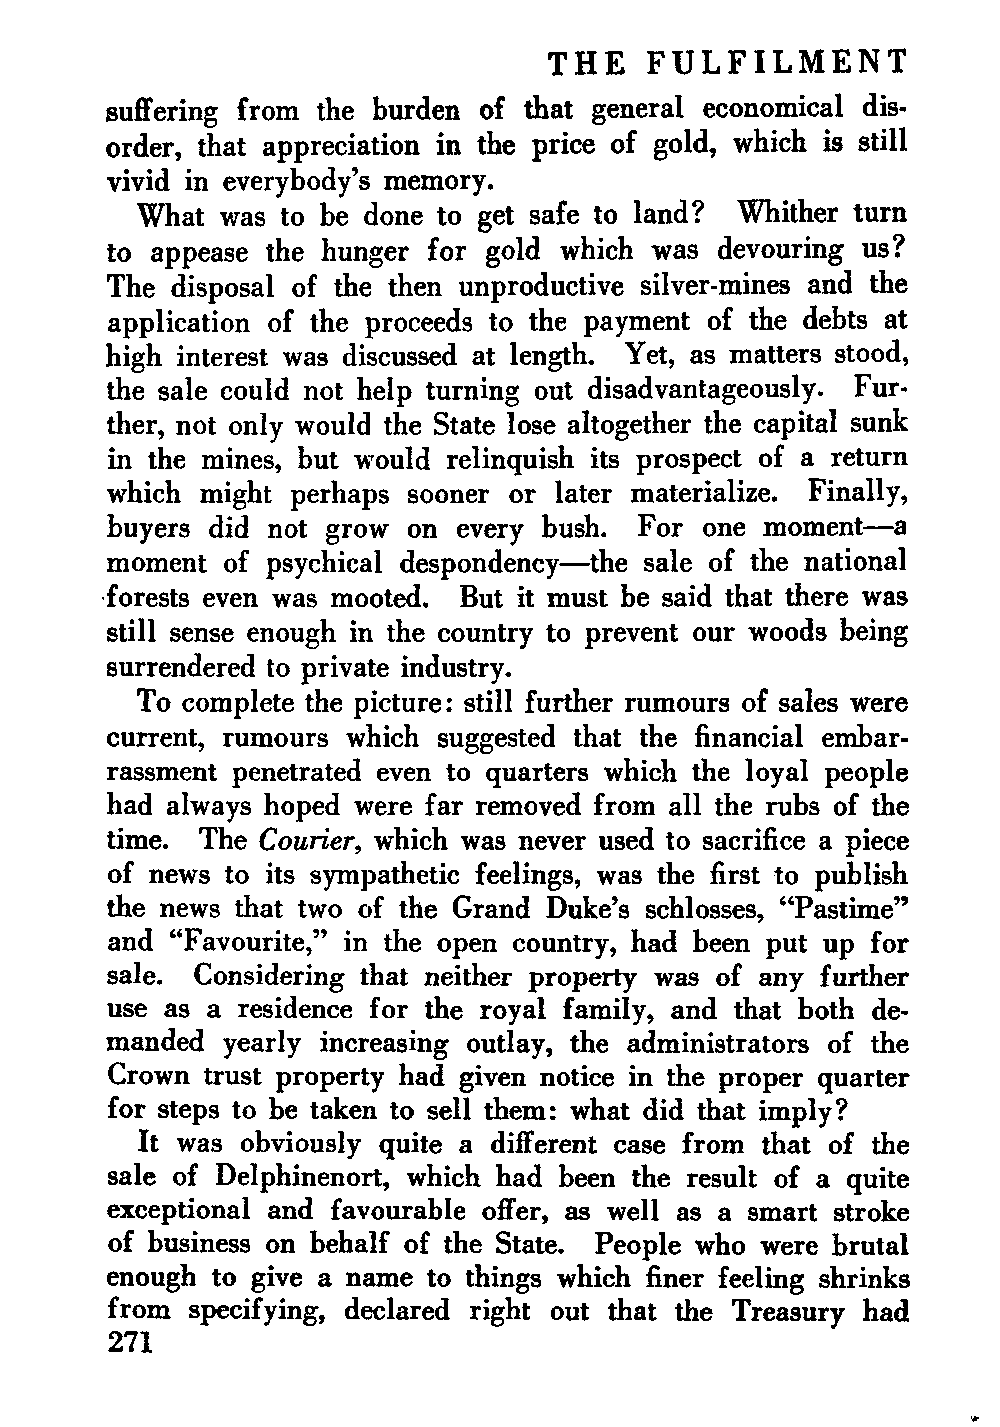 THE FULFILMENT
suffering from the burden of that general economical dis-
order, that appreciation in the price of gold, which is still
vivid in everybody's memory.
What was to be done to get safe to land? Whither turn
to appease the hunger for gold which was devouring us?
The disposal of the then unproductive silver-mines and the
application of the proceeds to the payment of the debts at
high interest was discussed at length. Yet, as matters stood,
the sale could not help turning out disadvantageously. Fur-
ther, not only would the State lose altogether the capital sunk
in the mines, but would relinquish its prospect of a return
which might perhaps sooner or later materialize. Finally,
buyers did not grow on every bush. For one moment—a
moment of psychical despondency—the sale of the national
forests even was mooted. But it must be said that there was
still sense enough in the country to prevent our woods being
surrendered to private industry.
To complete the picture: still further rumours of sales were
current, rumours which suggested that the financial embar-
rassment penetrated even to quarters which the loyal people
had always hoped were far removed from all the rubs of the
time. The Courier, which was never used to sacrifice a piece
of news to its sympathetic feelings, was the first to publish
the news that two of the Grand Duke's schlosses, “Pastime”
and “Favourite,” in the open country, had been put up for
sale. Considering that neither property was of any further
use as a residence for the royal family, and that both de-
manded yearly increasing outlay, the administrators of the
Crown trust property had given notice in the proper quarter
for steps to be taken to sell them: what did that imply?
It was obviously quite a different case from that of the
sale of Delphinenort, which had been the result of a quite
exceptional and favourable offer, as well as a smart stroke
of business on behalf of the State. People who were brutal
enough to give a name to things which finer feeling shrinks
from specifying, declared right out that the Treasury had
271